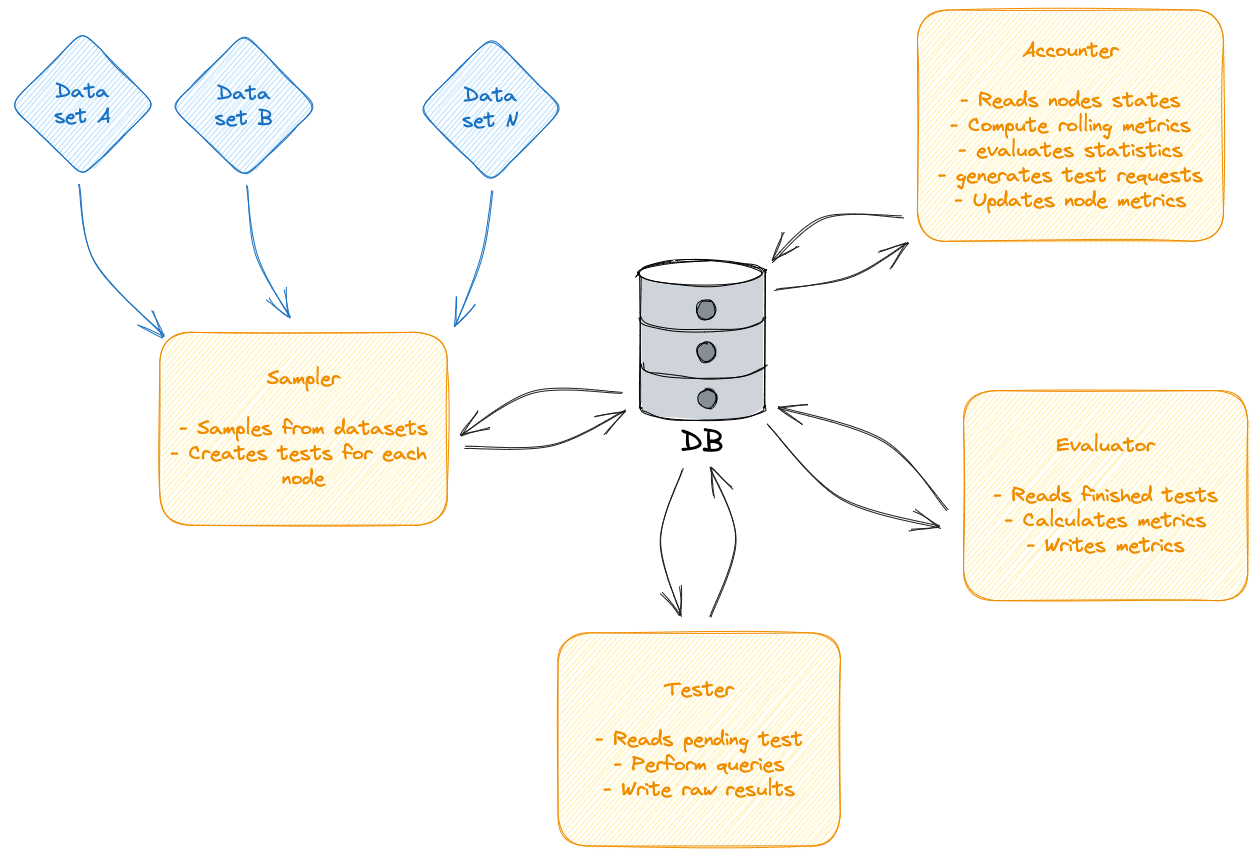 Data
set A
Data
set B
Data
set N
Accounter
- Reads nodes states
- Compute rolling metrics
- evaluates statistics
- generates test requests
- Updates node metrics
Sampler
- Samples from datasets
- Creates tests for each
node
DB
Evaluator
- Reads finished tests
- Calculates metrics
- Writes metrics
Tester
- Reads pending test
- Perform queries
- Write raw results